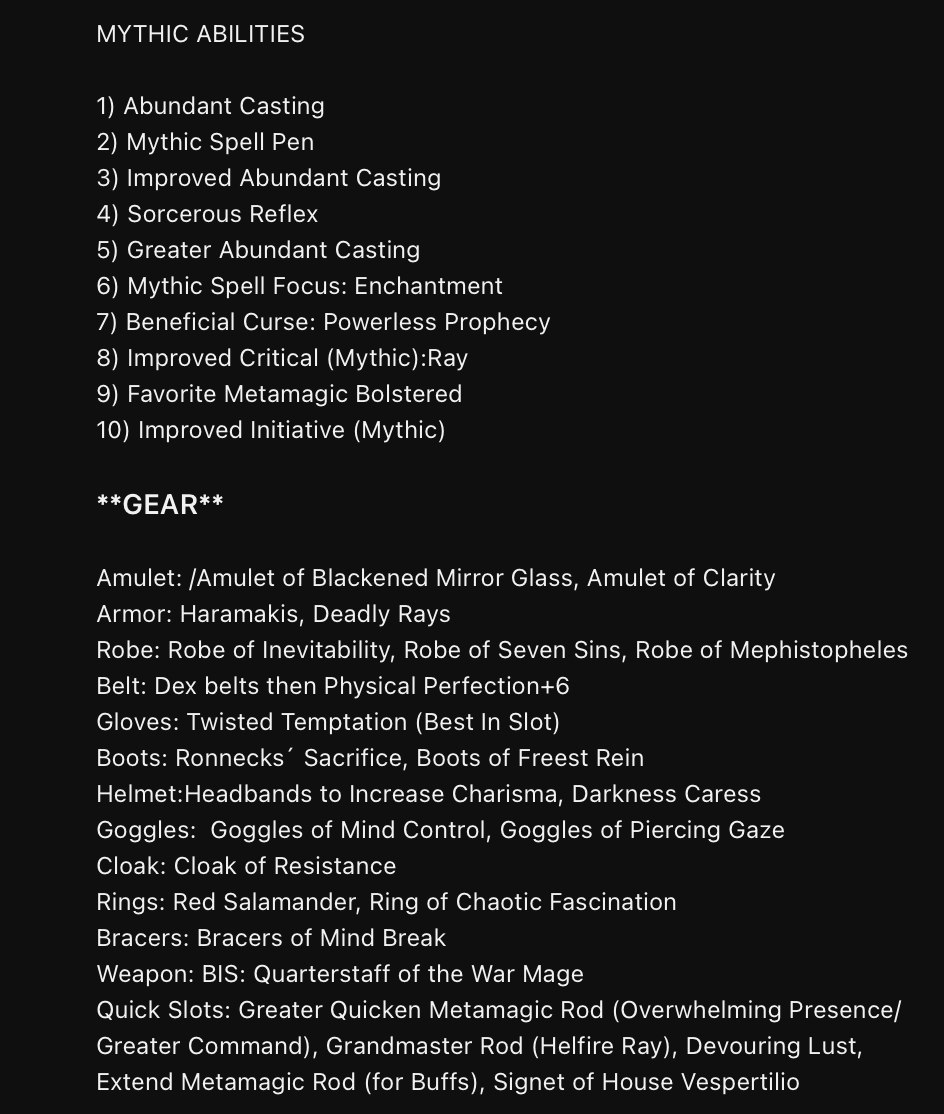 MYTHIC ABILITIES
1) Abundant Casting
2) Mythic Spell Pen
3) Improved Abundant Casting
4) Sorcerous Reflex
5) Greater Abundant Casting
6) Mythic Spell Focus: Enchantment
7) Beneficial Curse: Powerless Prophecy
8) Improved Critical (Mythic):Ray
9) Favorite Metamagic Bolstered
10) Improved Initiative (Mythic)
**GEAR**
Amulet: /Amulet of Blackened Mirror Glass, Amulet of Clarity
Armor: Haramakis, Deadly Rays
Robe: Robe of Inevitability, Robe of Seven Sins, Robe of Mephistopheles
Belt: Dex belts then Physical Perfection+6
Gloves: Twisted Temptation (Best In Slot)
Boots: Ronnecks´ Sacrifice, Boots of Freest Rein
Helmet:Headbands to Increase Charisma, Darkness Caress
Goggles:  Goggles of Mind Control, Goggles of Piercing Gaze
Cloak: Cloak of Resistance
Rings: Red Salamander, Ring of Chaotic Fascination
Bracers: Bracers of Mind Break
Weapon: BIS: Quarterstaff of the War Mage
Quick Slots: Greater Quicken Metamagic Rod (Overwhelming Presence/
Greater Command), Grandmaster Rod (Helfire Ray), Devouring Lust,
Extend Metamagic Rod (for Buffs), Signet of House Vespertilio